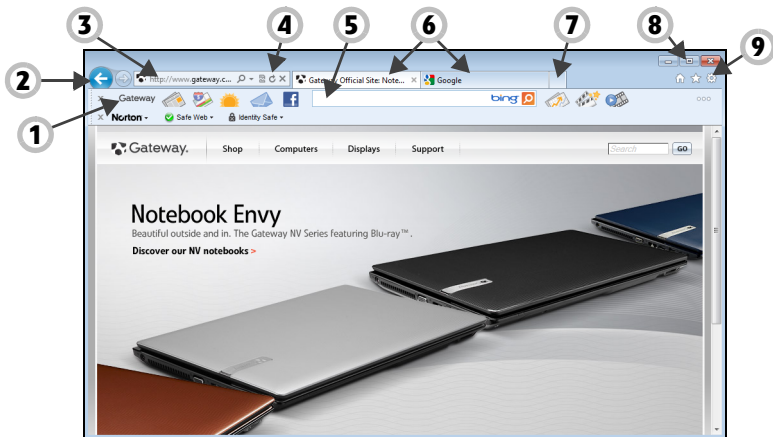 3
4
5
6
7
8
9
2
1
http://www.gateway.c...
Gateway Official Site: Note...
Google
Gateway
bing
Norton
Safe Web
Identity Safe
Gateway.
Shop
Computers
Displays
Support
Search
GO
Notebook Envy
Beautiful outside and in. The Gateway NV Series featuring Blu-ray™.
Discover our NV notebooks >